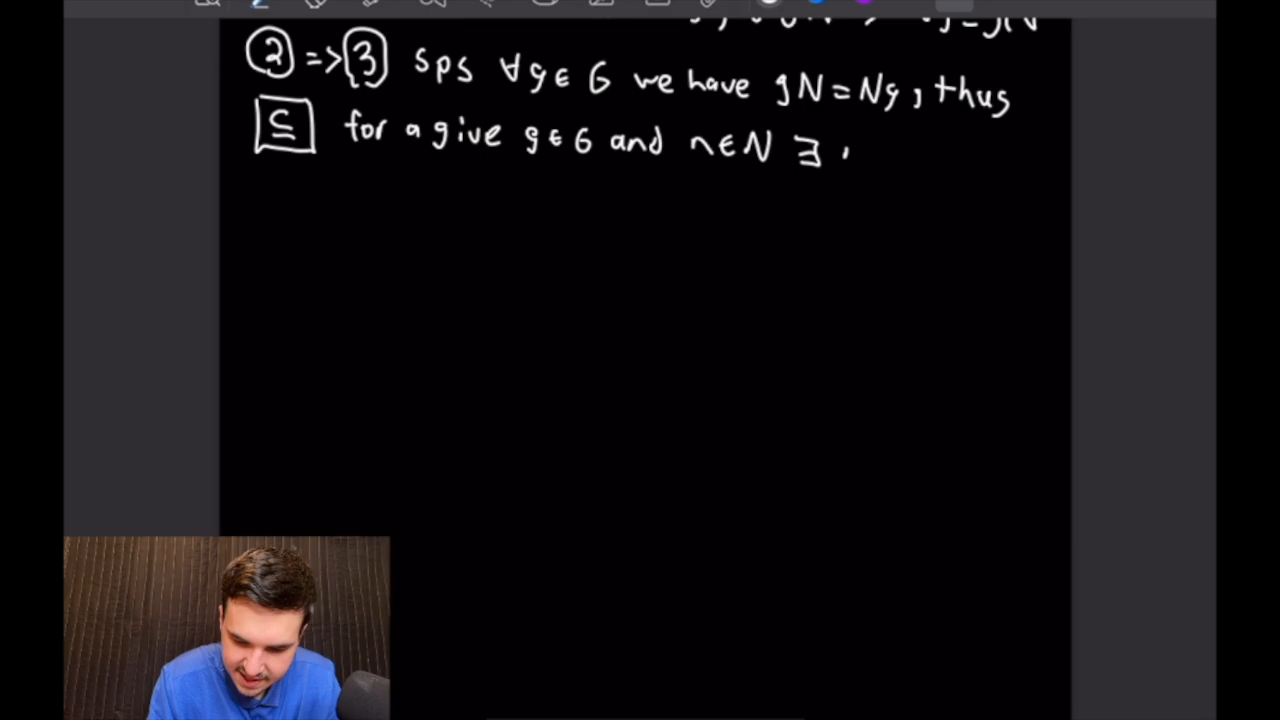 ② => ③ sps ∀g∈G we have gN=Ng, thus
⊆ for a give g∈G and n∈N ∃